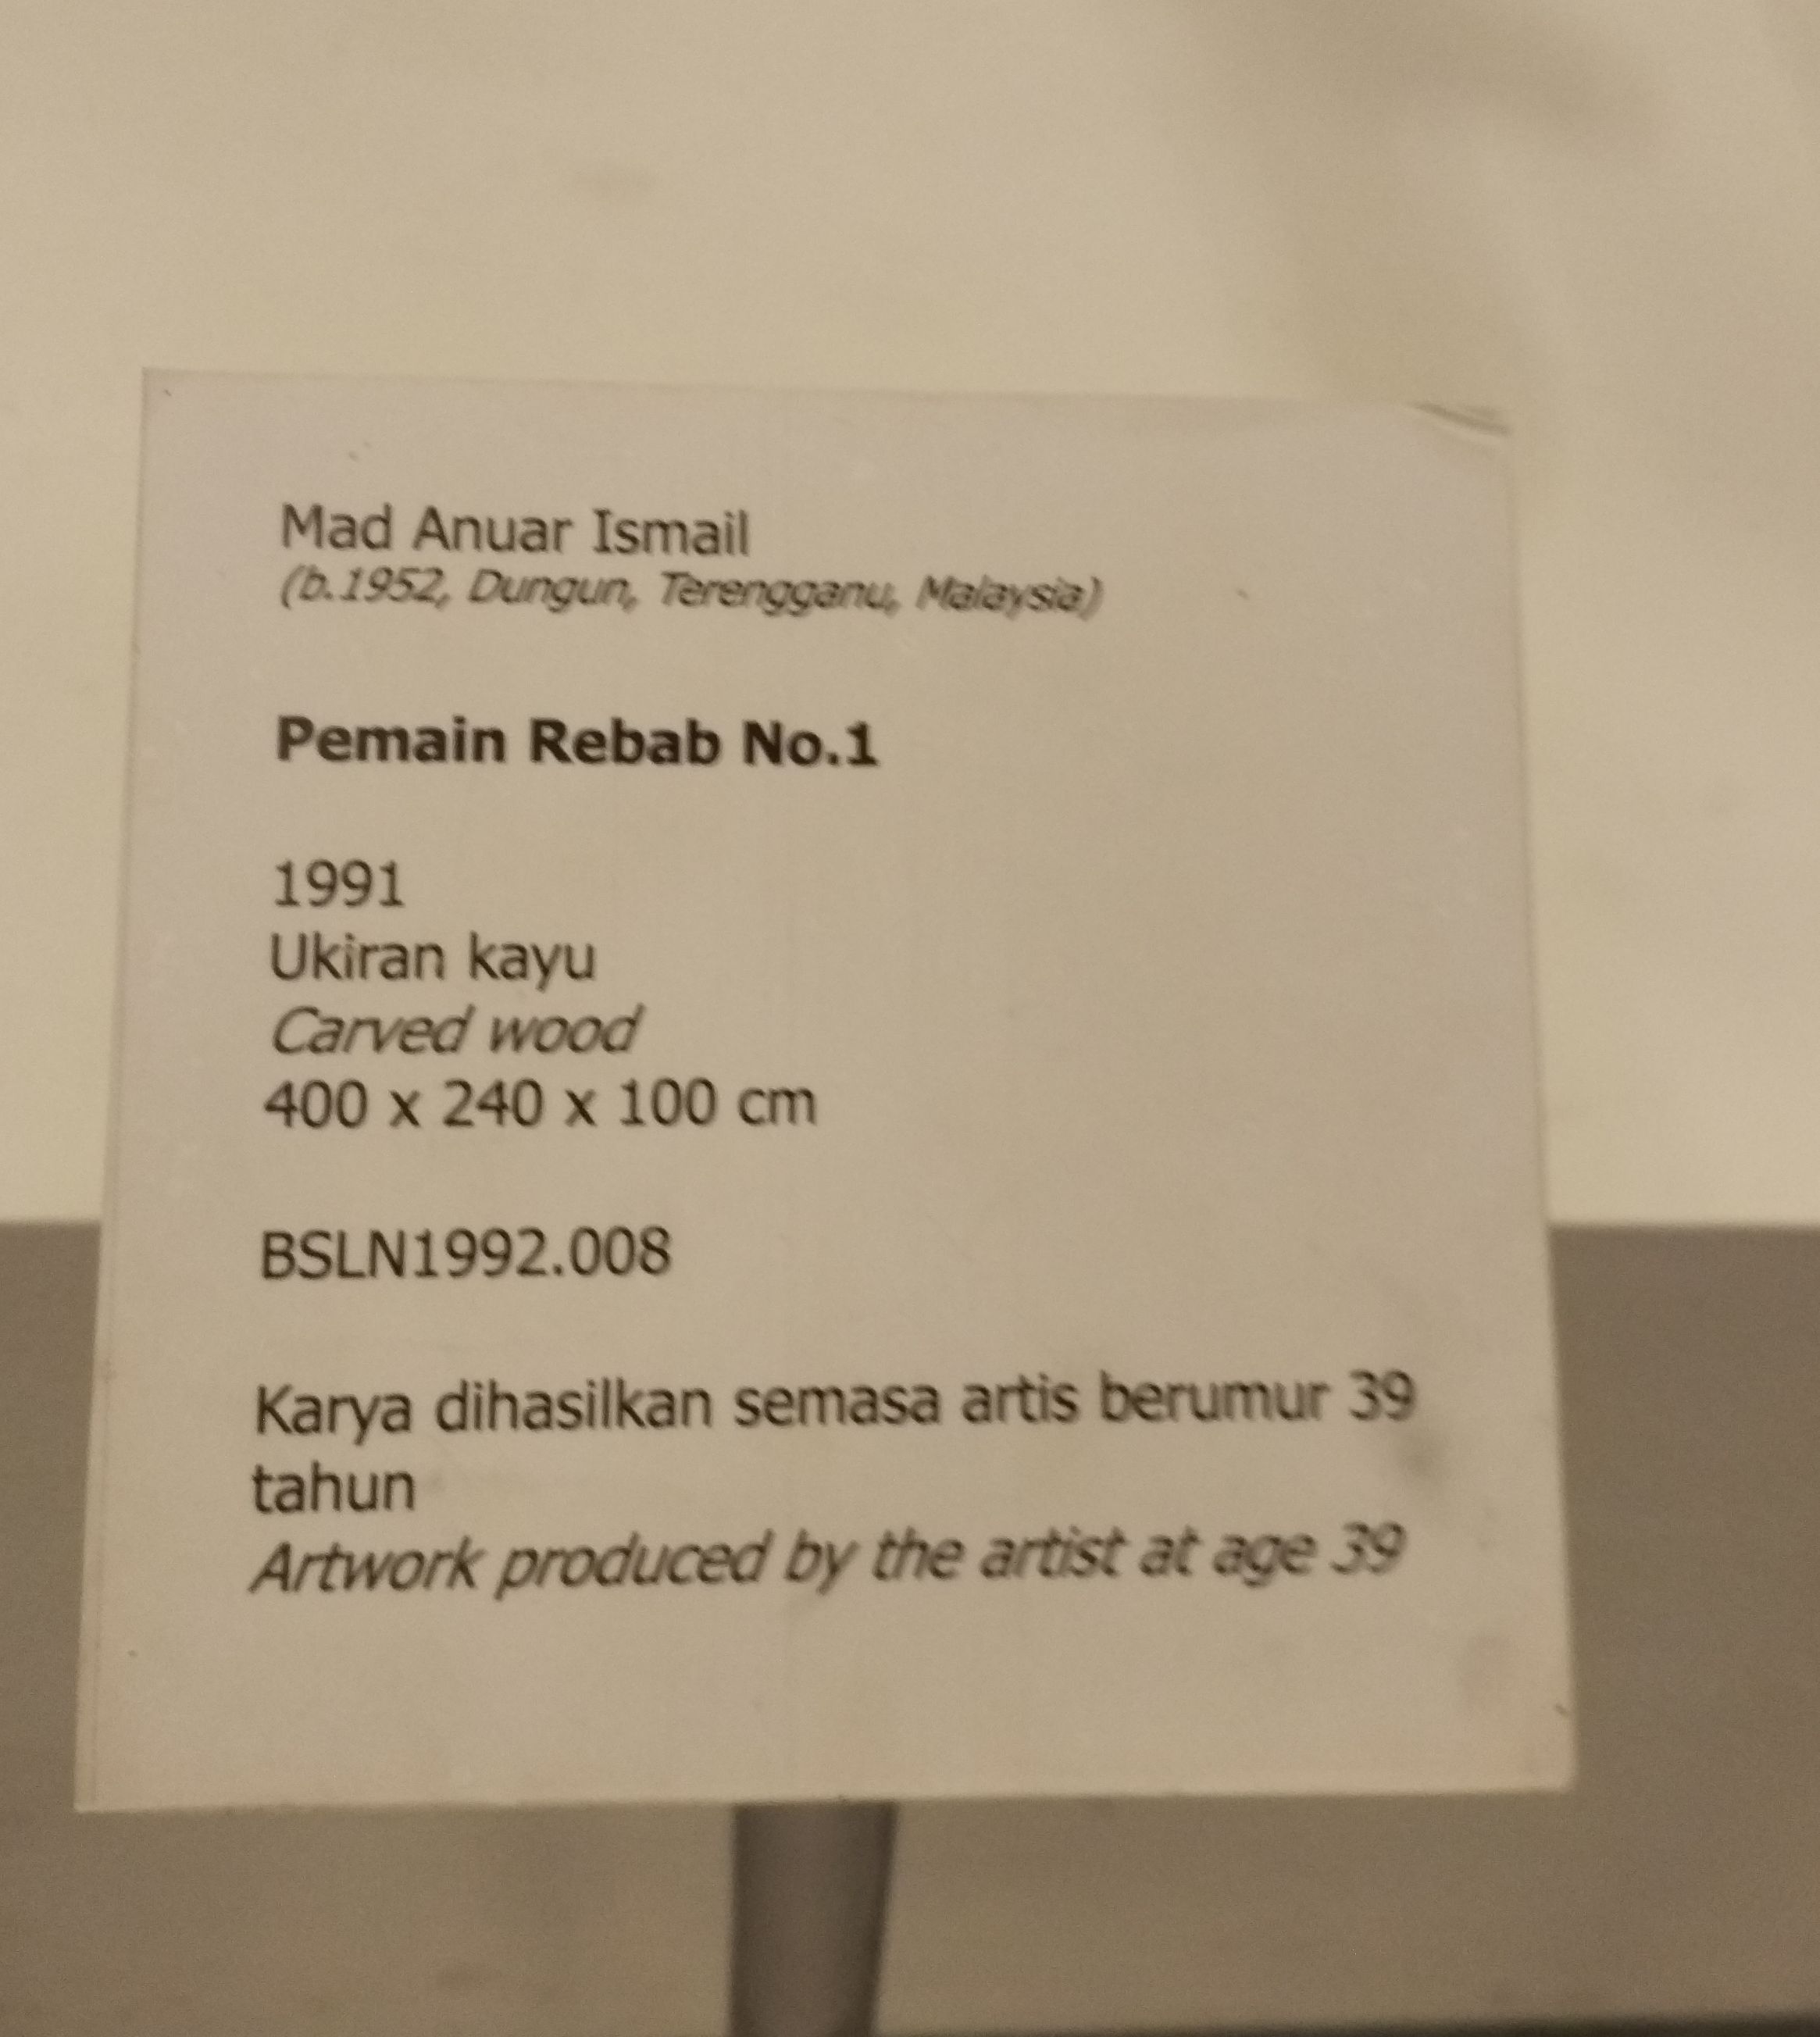 Mad Anuar Ismail
(b.1952, Dungun, Terengganu, Malaysia)
Pemain Rebab No.1
1991
Ukiran kayu
Carved wood
400 x 240 x 100 cm
BSLN1992.008
Karya dihasilkan semasa artis berumur 39
tahun
Artwork produced by the artist at age 39